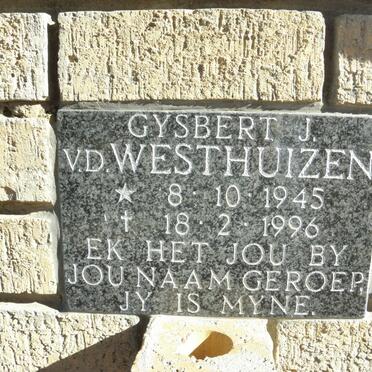 GYSBERT J.
V.D. WESTHUIZEN
★ 8·10·1945
† 18·2·1996
EK HET JOU BY
JOU NAAM GEROEP,
JY IS MYNE.